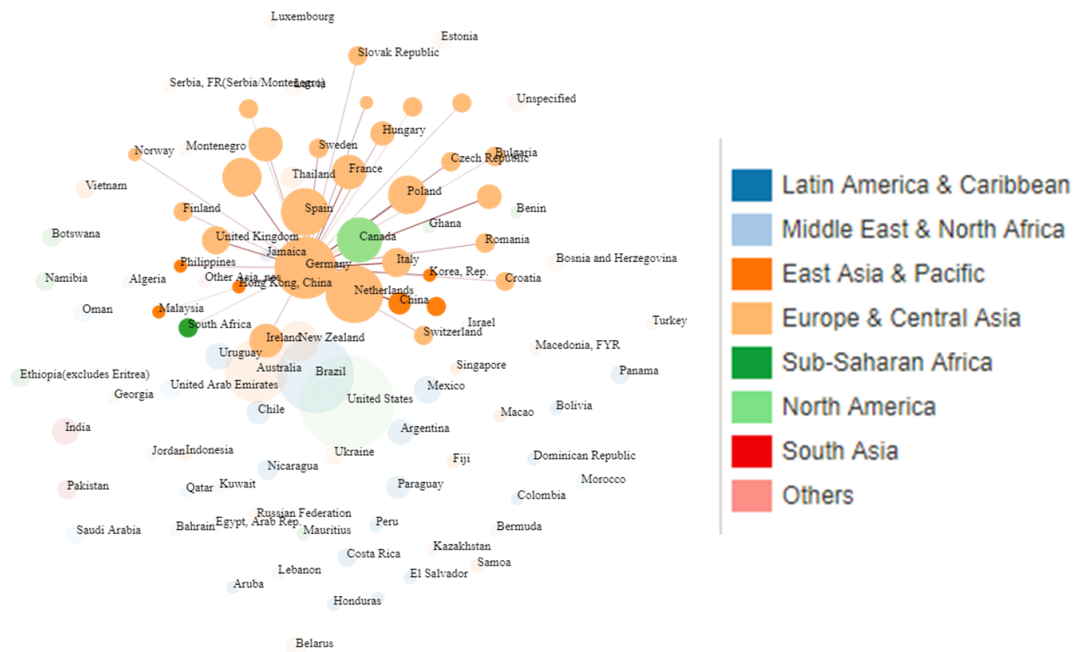 Luxembourg
Estonia
Slovak Republic
Serbia, FR(Serbia/Montenegro)
Latvia
Unspecified
Hungary
Norway
Montenegro
Sweden
Czech Republic
Bulgaria
France
Thailand
Vietnam
Poland
Finland
Spain
Benin
Ghana
Botswana
United Kingdom
Canada
Romania
Jamaica
Germany
Italy
Bosnia and Herzegovina
Philippines
Namibia
Algeria
Other Asia, nes
Hong Kong, China
Korea, Rep.
Croatia
Netherlands
China
Oman
Malaysia
South Africa
Israel
Turkey
Switzerland
Ireland
New Zealand
Macedonia, FYR
Uruguay
Australia
Brazil
Singapore
Panama
Ethiopia(excludes Eritrea)
United Arab Emirates
Mexico
Georgia
United States
Chile
Macao
Bolivia
India
Argentina
Jordan
Indonesia
Ukraine
Fiji
Dominican Republic
Nicaragua
Pakistan
Qatar
Kuwait
Paraguay
Morocco
Colombia
Russian Federation
Saudi Arabia
Bahrain
Egypt, Arab Rep.
Mauritius
Peru
Bermuda
Kazakhstan
Costa Rica
Samoa
Lebanon
El Salvador
Aruba
Honduras
Belarus
Latin America & Caribbean
Middle East & North Africa
East Asia & Pacific
Europe & Central Asia
Sub-Saharan Africa
North America
South Asia
Others